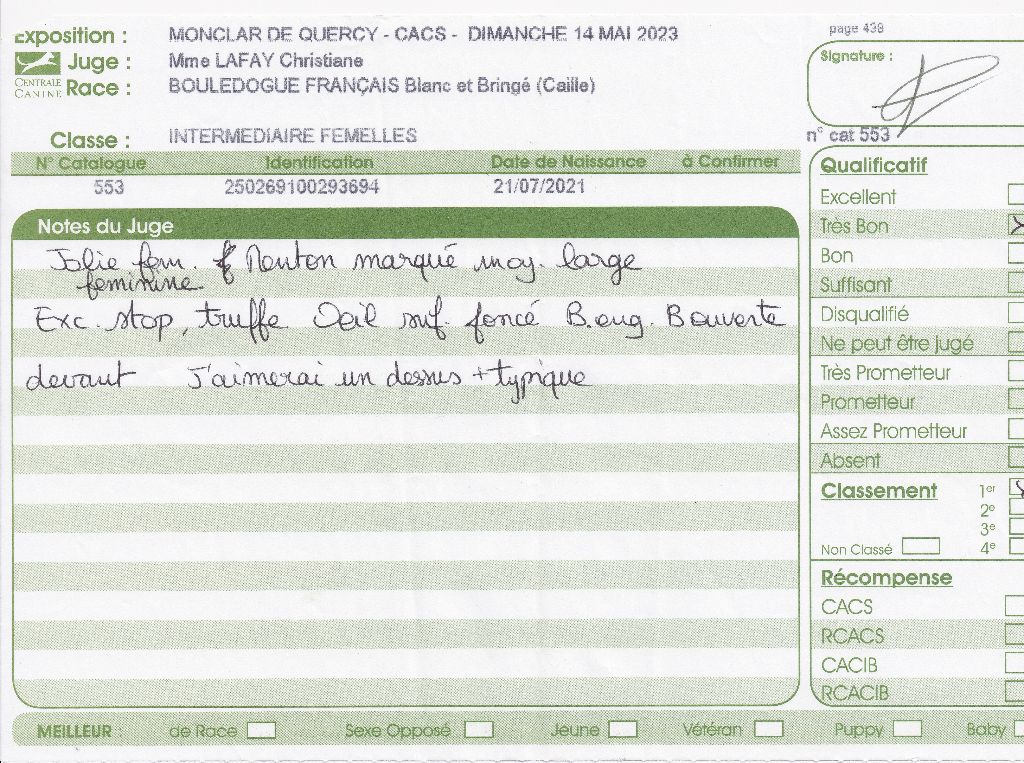 Exposition : MONCLAR DE QUERCY - CACS - DIMANCHE 14 MAI 2023
page 439
Juge : Mme LAFAY Christiane
CENTRALE CANINE
Race : BOULEDOGUE FRANÇAIS Blanc et Bringé (Caille)
Signature :
Classe : INTERMEDIAIRE FEMELLES
n° cat 553
N° Catalogue Identification Date de Naissance à Confirmer
553 250269100293694 21/07/2021
Notes du Juge
Jolie fem. Menton marqué moy. large
feminine
Exc. stop, truffe Oeil suf. foncé B. ang. B ouverte
devant J'aimerai un dessus + typique
Qualificatif
Excellent
Très Bon
Bon
Suffisant
Disqualifié
Ne peut être jugé
Très Prometteur
Prometteur
Assez Prometteur
Absent
Classement 1er
2e
3e
Non Classé 4e
Récompense
CACS
RCACS
CACIB
RCACIB
MEILLEUR : de Race Sexe Opposé Jeune Vétéran Puppy Baby